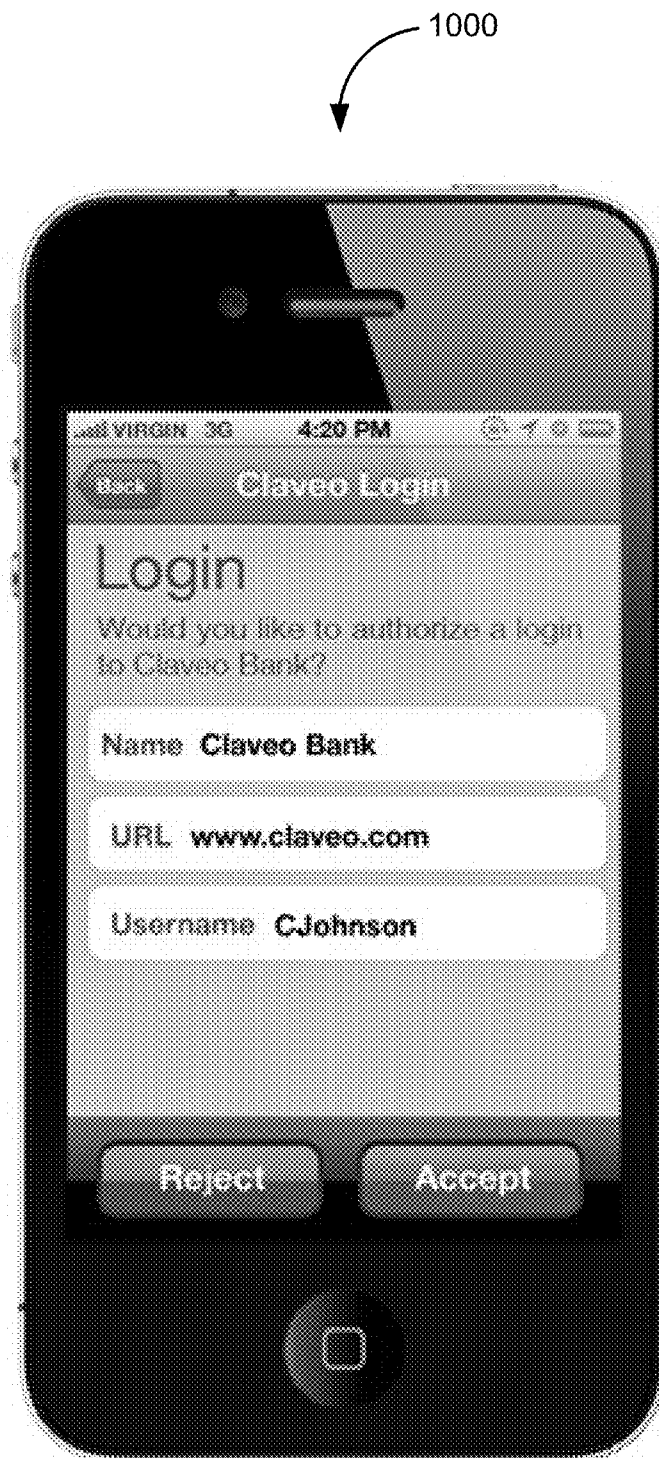 1000
VIRGIN 3G 4:20 PM
Back Claveo Login
Login
Would you like to authorize a login
to Claveo Bank?
Name Claveo Bank
URL www.claveo.com
Username CJohnson
Reject Accept